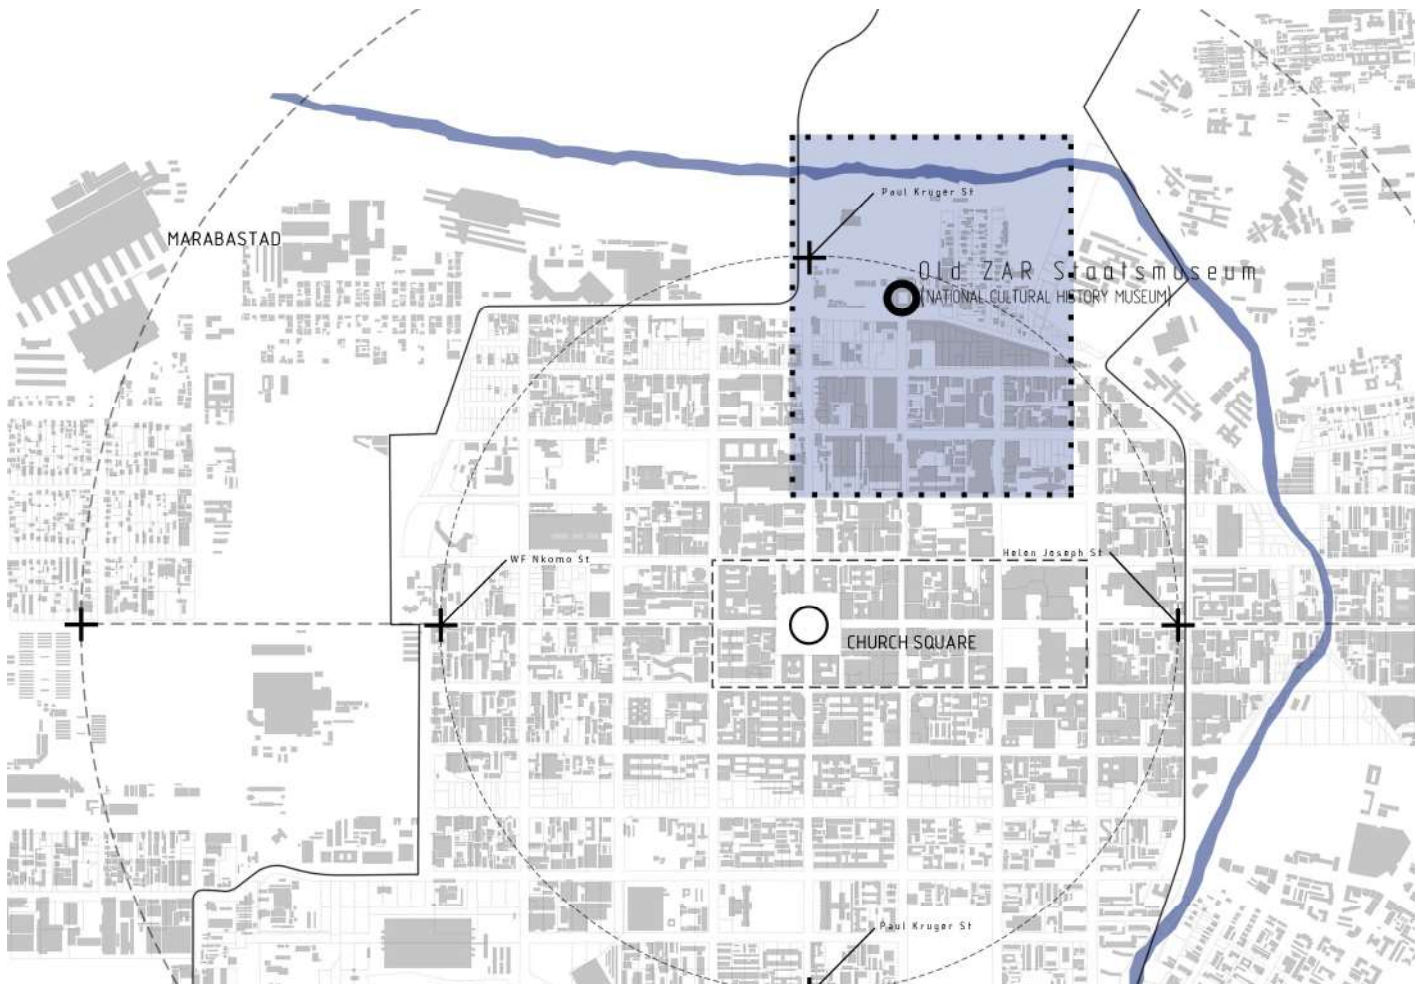 Paul Kruger St
MARABASTAD
Old ZAR Staatsmuseum
(NATIONAL CULTURAL HISTORY MUSEUM)
WF Nkomo St
Helen Joseph St
CHURCH SQUARE
Paul Kruger St